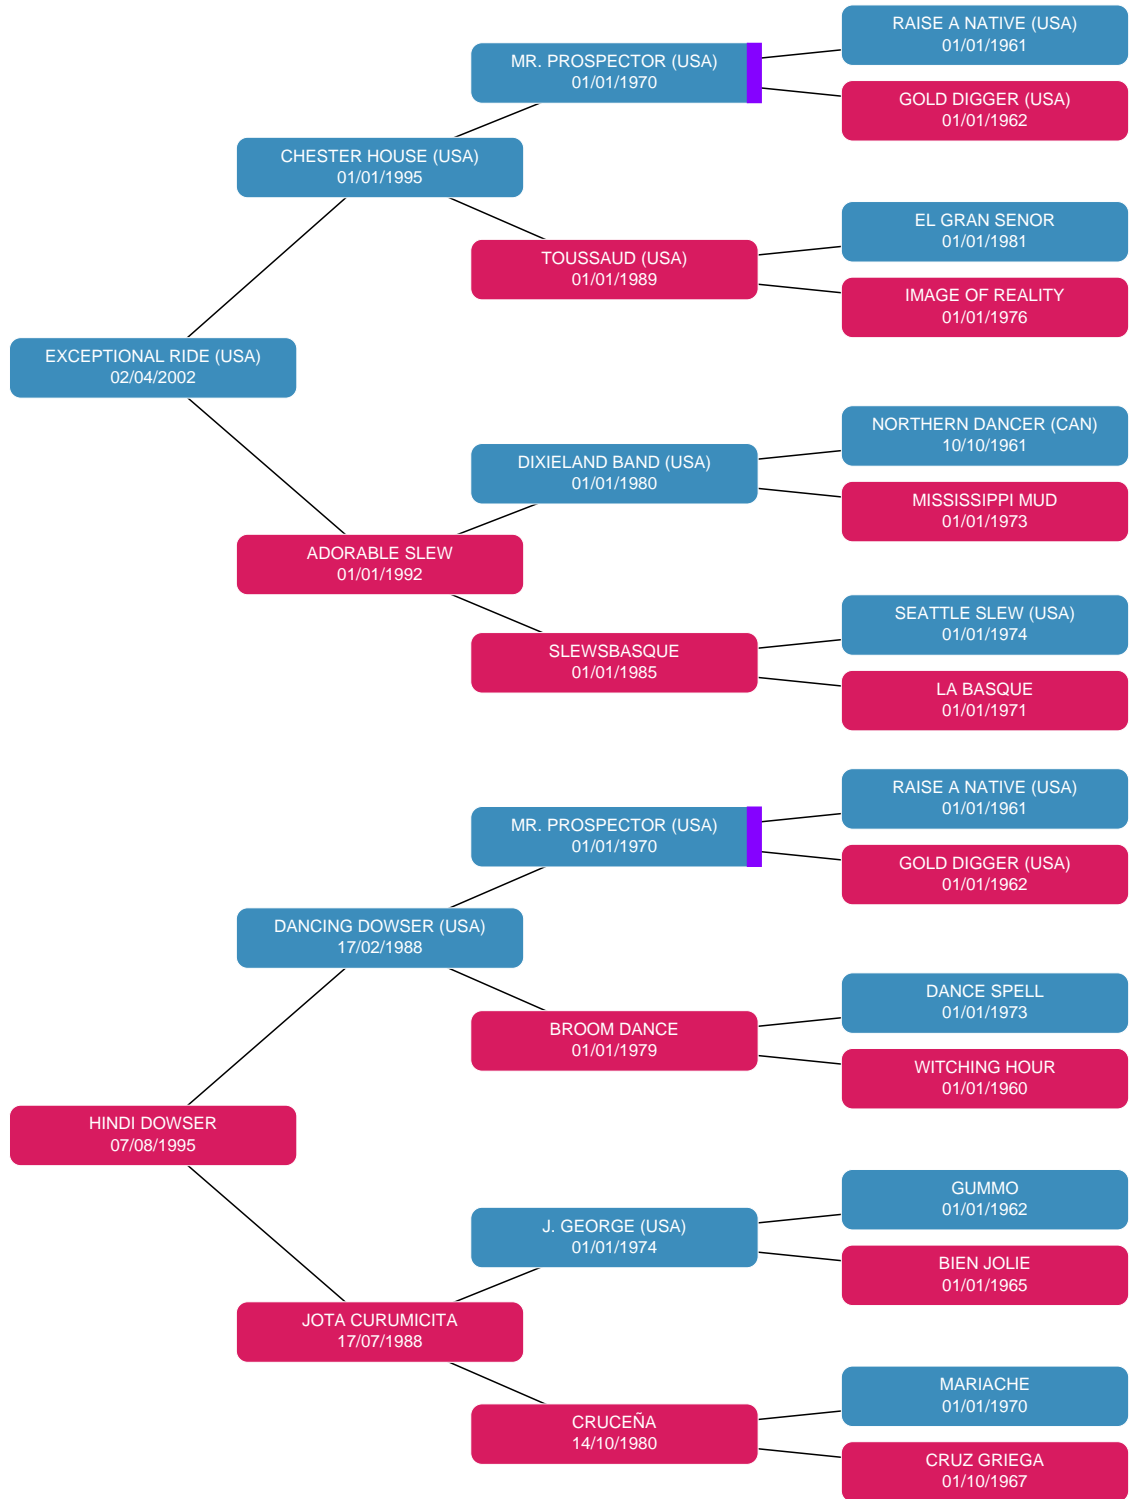 RAISE A NATIVE (USA)
01/01/1961
MR. PROSPECTOR (USA)
01/01/1970
GOLD DIGGER (USA)
01/01/1962
CHESTER HOUSE (USA)
01/01/1995
EL GRAN SENOR
01/01/1981
TOUSSAUD (USA)
01/01/1989
IMAGE OF REALITY
01/01/1976
EXCEPTIONAL RIDE (USA)
02/04/2002
NORTHERN DANCER (CAN)
10/10/1961
DIXIELAND BAND (USA)
01/01/1980
MISSISSIPPI MUD
01/01/1973
ADORABLE SLEW
01/01/1992
SEATTLE SLEW (USA)
01/01/1974
SLEWSBASQUE
01/01/1985
LA BASQUE
01/01/1971
RAISE A NATIVE (USA)
01/01/1961
MR. PROSPECTOR (USA)
01/01/1970
GOLD DIGGER (USA)
01/01/1962
DANCING DOWSER (USA)
17/02/1988
DANCE SPELL
01/01/1973
BROOM DANCE
01/01/1979
WITCHING HOUR
01/01/1960
HINDI DOWSER
07/08/1995
GUMMO
01/01/1962
J. GEORGE (USA)
01/01/1974
BIEN JOLIE
01/01/1965
JOTA CURUMICITA
17/07/1988
MARIACHE
01/01/1970
CRUCEÑA
14/10/1980
CRUZ GRIEGA
01/10/1967